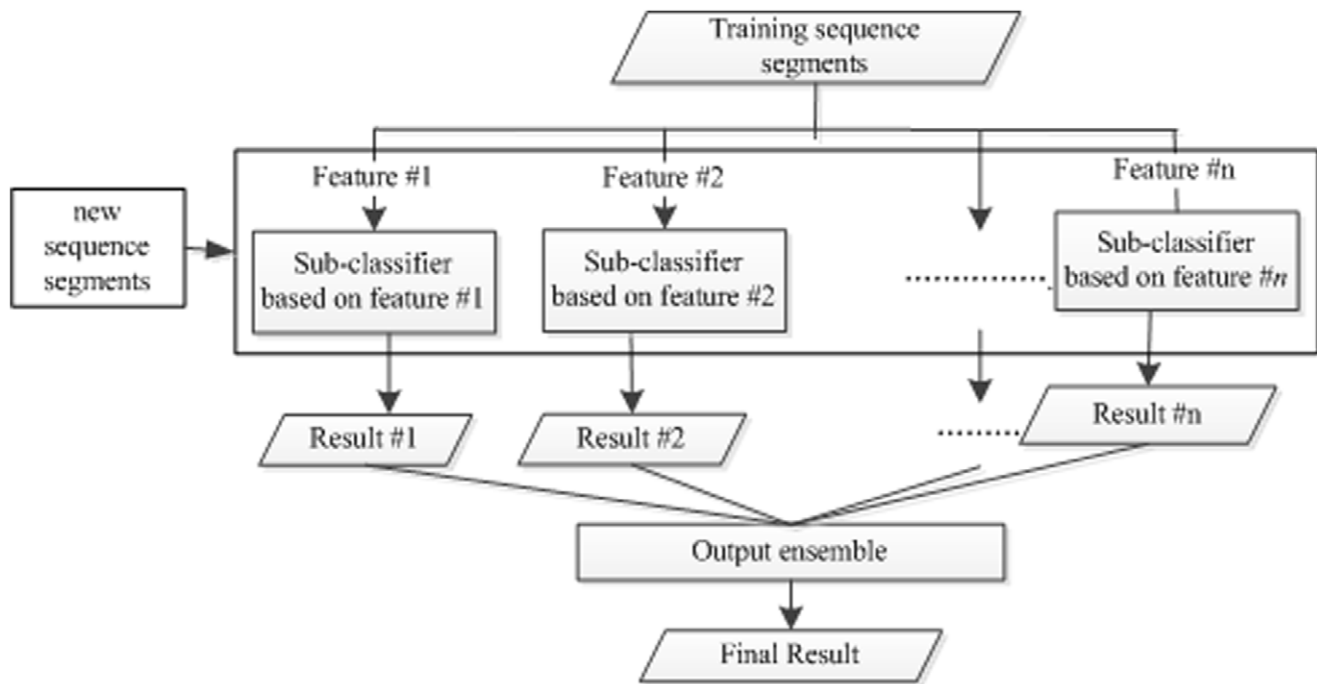 Training sequence
segments
Feature #1
Feature #2
Feature #n
new
sequence
segments
Sub-classifier
based on feature #1
Sub-classifier
based on feature #2
Sub-classifier
based on feature #n
Result #1
Result #2
Result #n
Output ensemble
Final Result